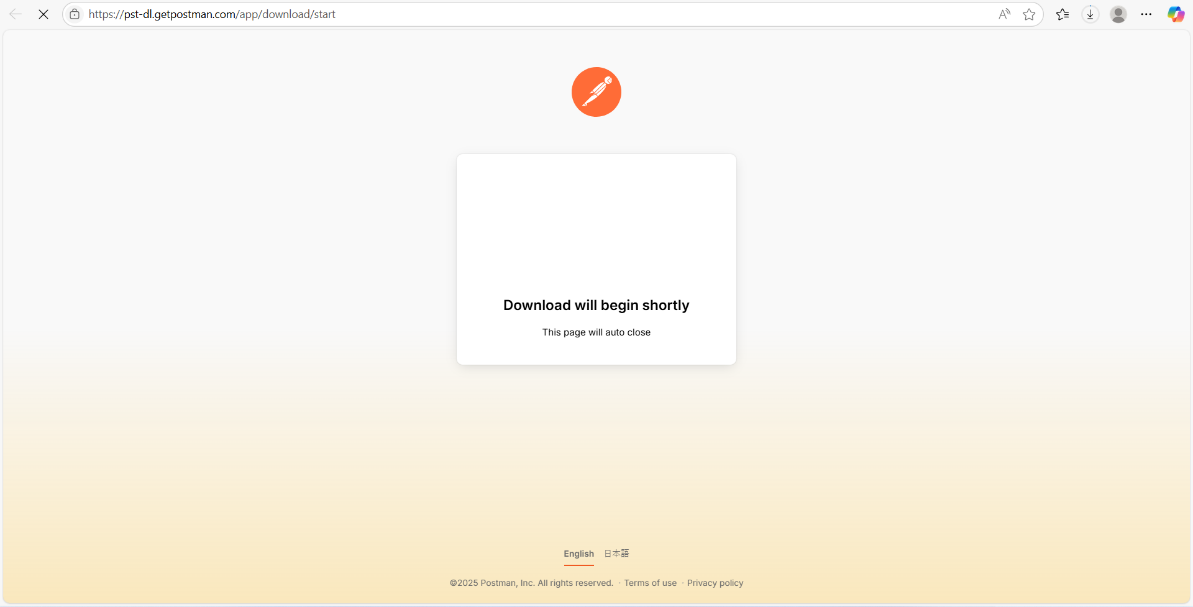 https://pst-dl.getpostman.com/app/download/start
Download will begin shortly
This page will auto close
English 日本語
©2025 Postman, Inc. All rights reserved. · Terms of use · Privacy policy